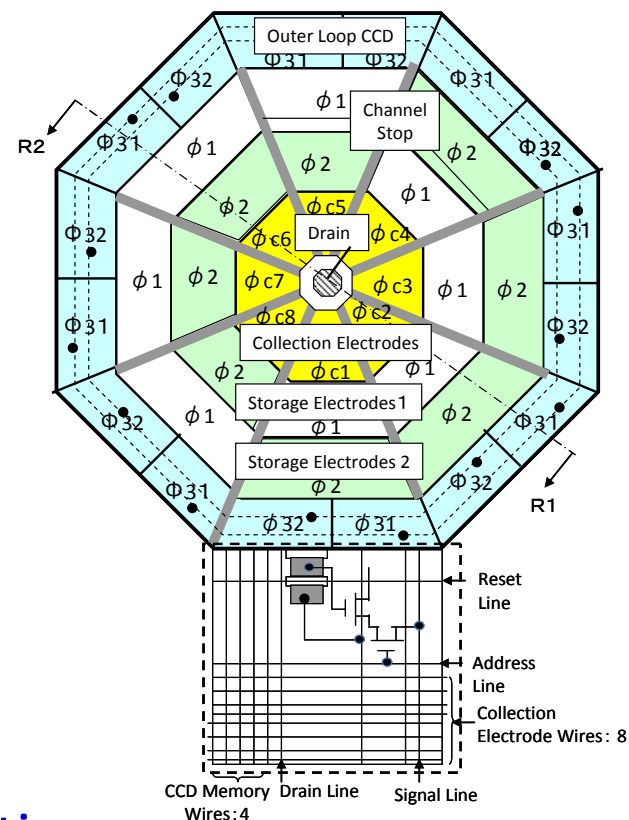 Outer Loop CCD
Φ31
Φ32
Φ32
Φ31
ϕ1
Channel
Stop
R2
Φ31
ϕ1
ϕ2
ϕ2
Φ32
ϕ2
ϕc5
ϕ1
Drain
Φ32
ϕc6
ϕc4
Φ31
ϕ1
ϕ2
ϕc7
ϕc3
ϕ1
ϕ2
ϕc8
ϕc2
Φ31
Φ32
Collection Electrodes
ϕ2
ϕc1
ϕ1
Storage Electrodes 1
Φ32
ϕ1
ϕ1
ϕ2
Φ31
Storage Electrodes 2
Φ31
ϕ2
Φ32
R1
ϕ32
ϕ31
Reset
Line
Address
Line
Collection
Electrode Wires: 8
CCD Memory
Wires:4
Drain Line
Signal Line